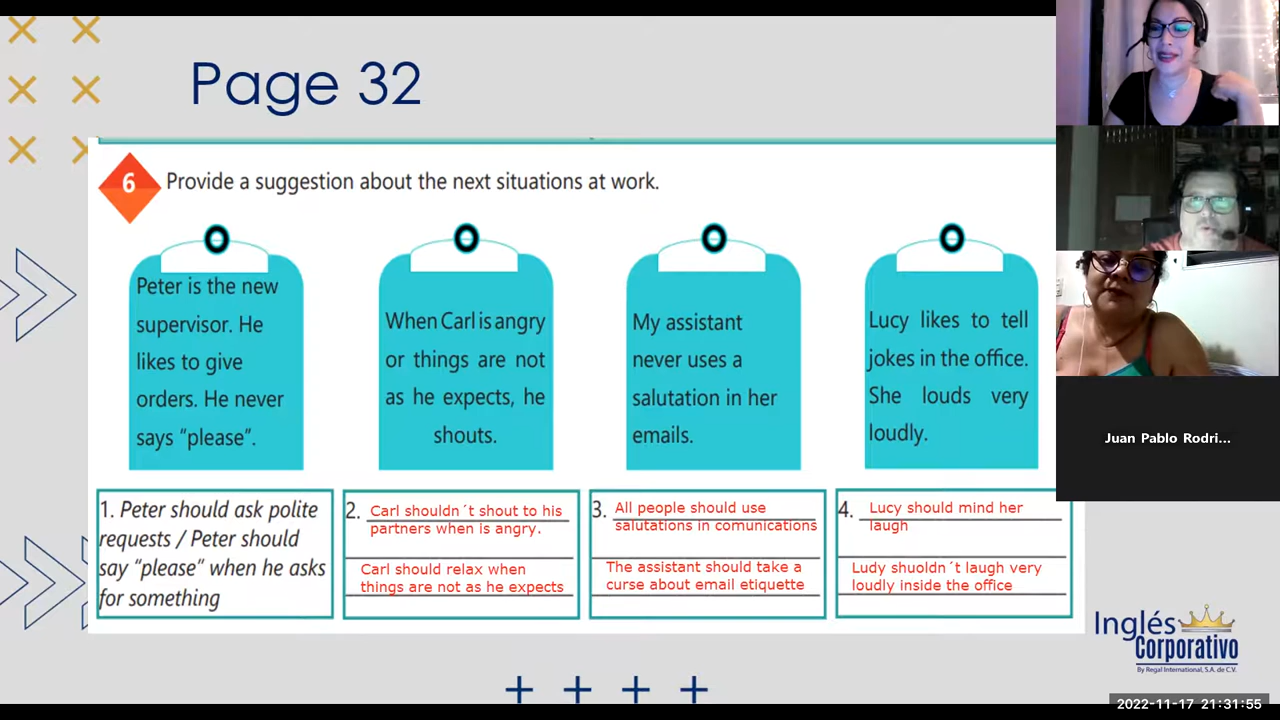 Page 32
6
Provide a suggestion about the next situations at work.
Peter is the new
supervisor. He
likes to give
orders. He never
says “please”.
When Carl is angry
or things are not
as he expects, he
shouts.
My assistant
never uses a
salutation in her
emails.
Lucy likes to tell
jokes in the office.
She louds very
loudly.
1. Peter should ask polite
requests / Peter should
say “please” when he asks
for something
2. Carl shouldn´t shout to his
partners when is angry.
Carl should relax when
things are not as he expects
3. All people should use
salutations in comunications
The assistant should take a
curse about email etiquette
4. Lucy should mind her
laugh
Ludy shuoldn´t laugh very
loudly inside the office
Juan Pablo Rodri...
Inglés
Corporativo
By Regal International, S.A. de C.V.
2022-11-17 21:31:55